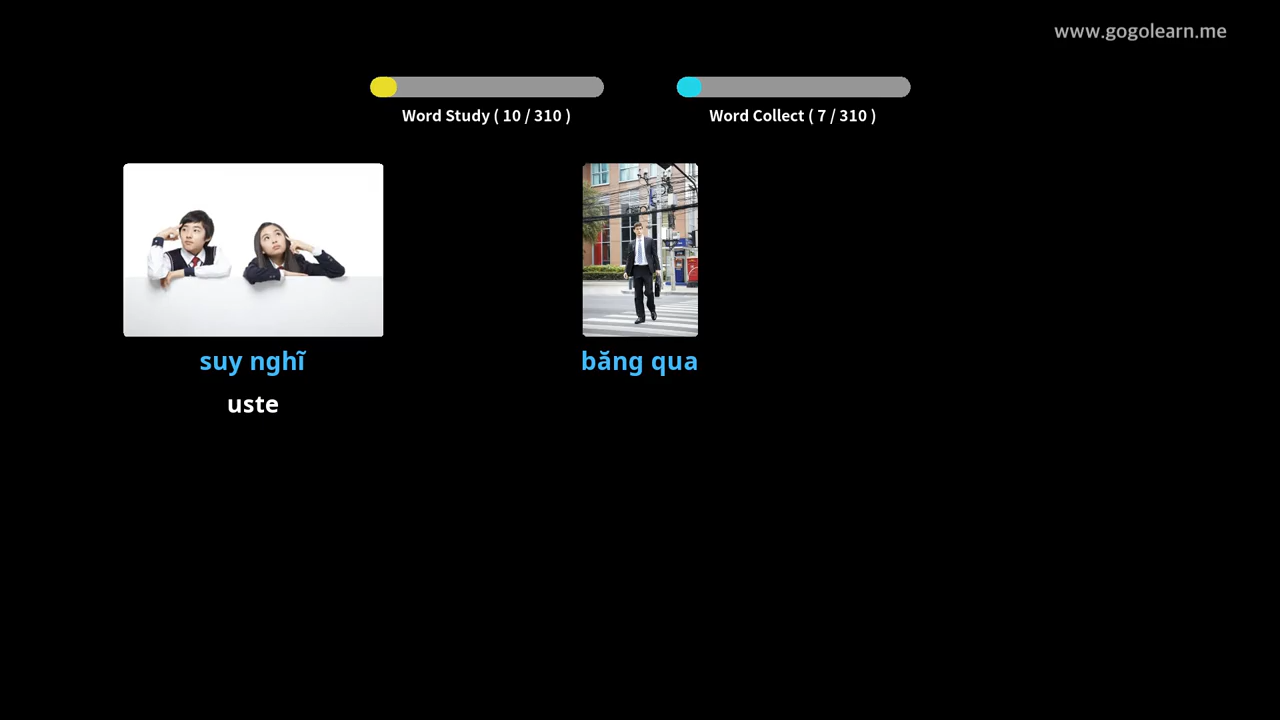 www.gogolearn.me
Word Study ( 10 / 310 )
Word Collect ( 7 / 310 )
suy nghĩ
băng qua
uste